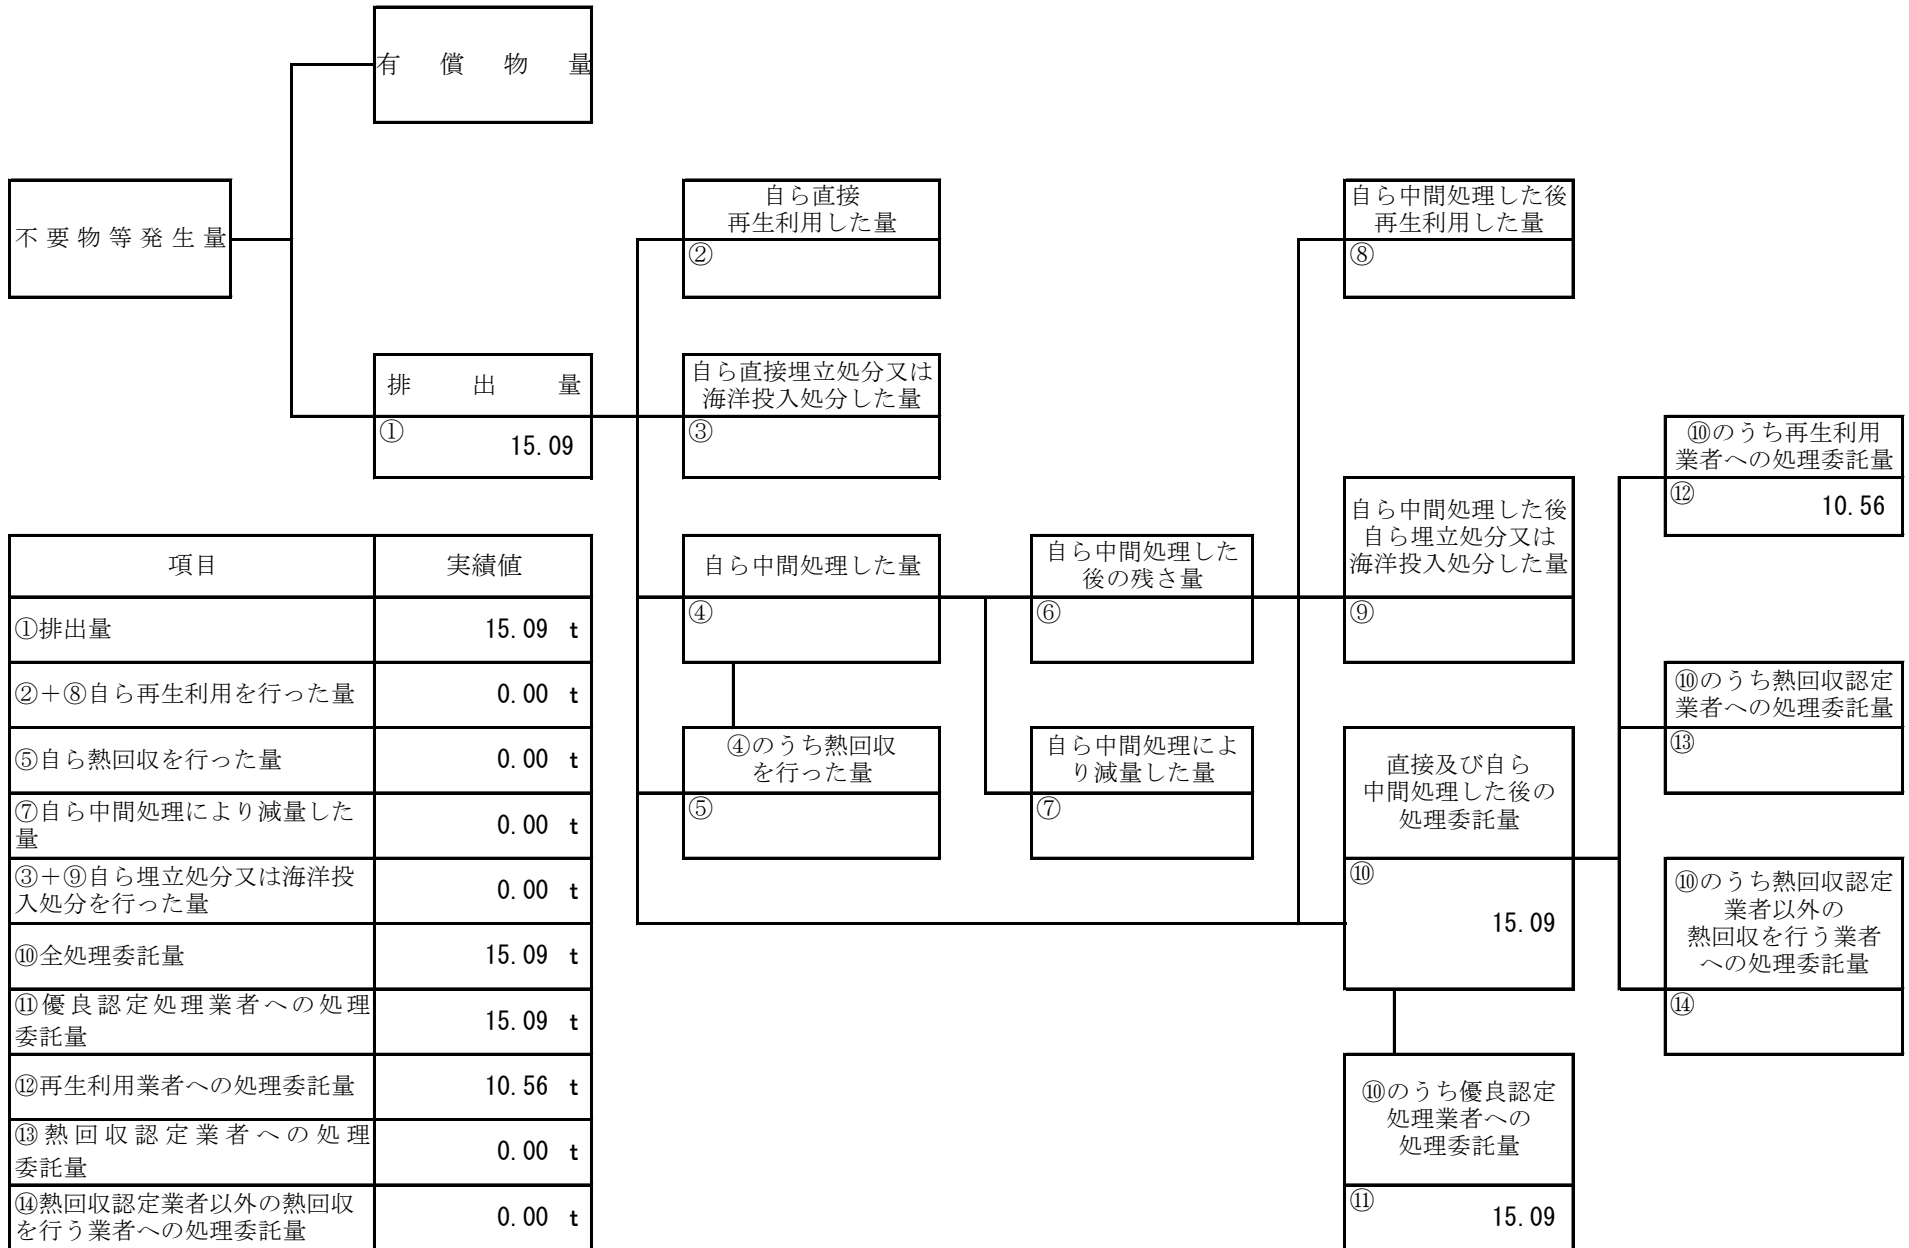 有償物量
不要物等発生量
排出量
①
15.09
自ら直接
再生利用した量
②
自ら直接埋立処分又は
海洋投入処分した量
③
自ら中間処理した量
④
④のうち熱回収
を行った量
⑤
自ら中間処理した
後の残さ量
⑥
自ら中間処理によ
り減量した量
⑦
自ら中間処理した後
再生利用した量
⑧
自ら中間処理した後
自ら埋立処分又は
海洋投入処分した量
⑨
直接及び自ら
中間処理した後の
処理委託量
⑩
15.09
⑩のうち優良認定
処理業者への
処理委託量
⑪
15.09
⑩のうち再生利用
業者への処理委託量
⑫
10.56
⑩のうち熱回収認定
業者への処理委託量
⑬
⑩のうち熱回収認定
業者以外の
熱回収を行う業者
への処理委託量
⑭
項目 実績値
①排出量 15.09 t
②+⑧自ら再生利用を行った量 0.00 t
⑤自ら熱回収を行った量 0.00 t
⑦自ら中間処理により減量した
量
0.00 t
③+⑨自ら埋立処分又は海洋投
入処分を行った量
0.00 t
⑩全処理委託量 15.09 t
⑪優良認定処理業者への処理
委託量
15.09 t
⑫再生利用業者への処理委託量 10.56 t
⑬熱回収認定業者への処理
委託量
0.00 t
⑭熱回収認定業者以外の熱回収
を行う業者への処理委託量
0.00 t